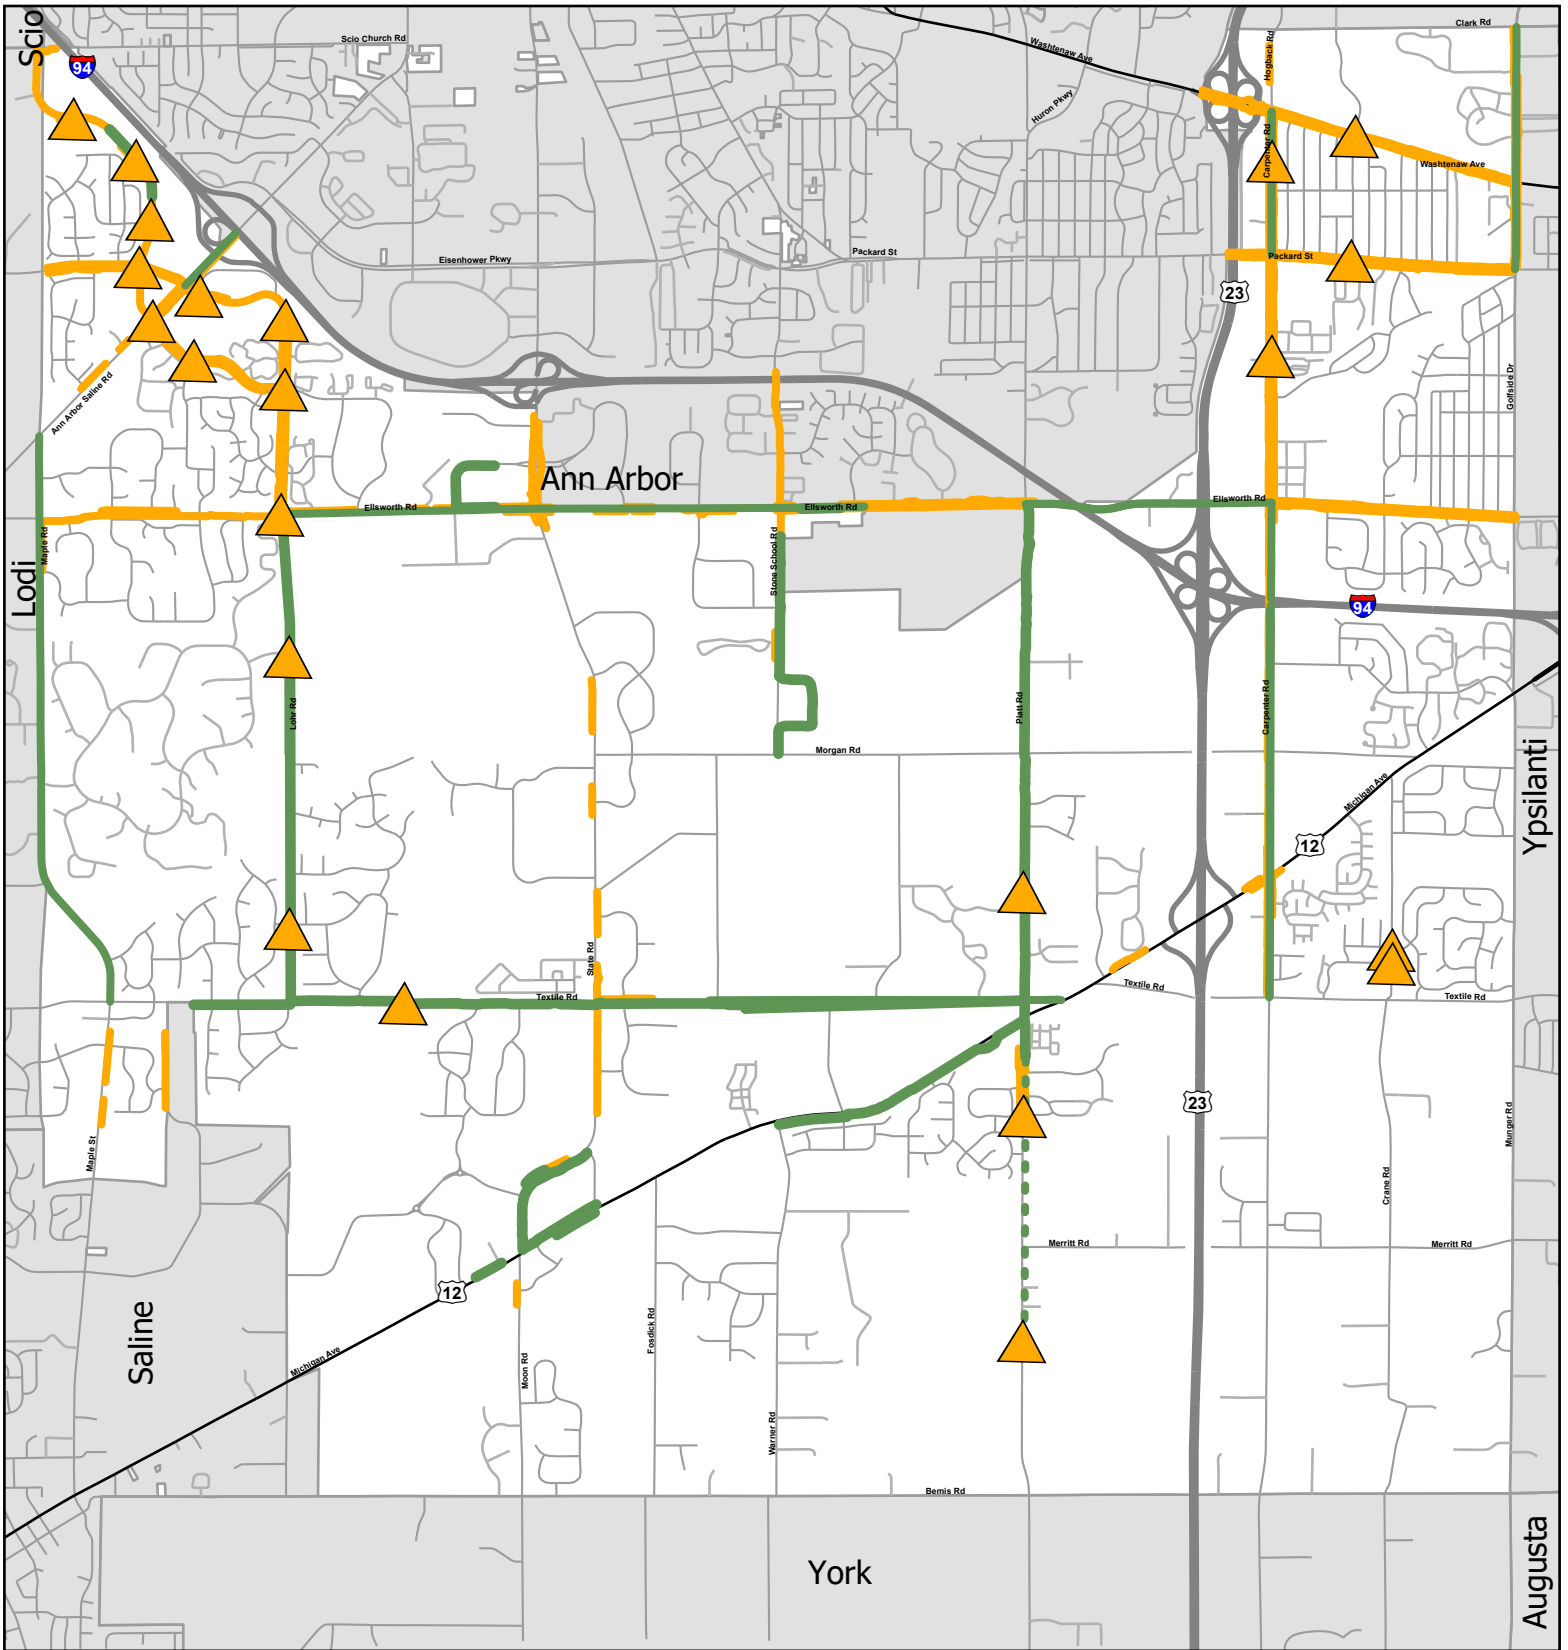 Scio
Scio Church Rd
94
Washtenaw Ave
Huron Pkwy
Hogback Rd
Clark Rd
Carpenter Rd
Washtenaw Ave
Eisenhower Pkwy
Packard St
Packard St
23
Ann Arbor Saline Rd
Golfside Dr
Ann Arbor
Ellsworth Rd
Ellsworth Rd
Ellsworth Rd
Maple Rd
Lodi
Stone School Rd
94
Lohr Rd
Platt Rd
Carpenter Rd
Morgan Rd
Michigan Ave
Ypsilanti
12
State Rd
Textile Rd
Textile Rd
Textile Rd
23
Maple St
Munger Rd
Crane Rd
Merritt Rd
Merritt Rd
12
Saline
Michigan Ave
Moon Rd
Fosdick Rd
Warner Rd
Bemis Rd
York
Augusta